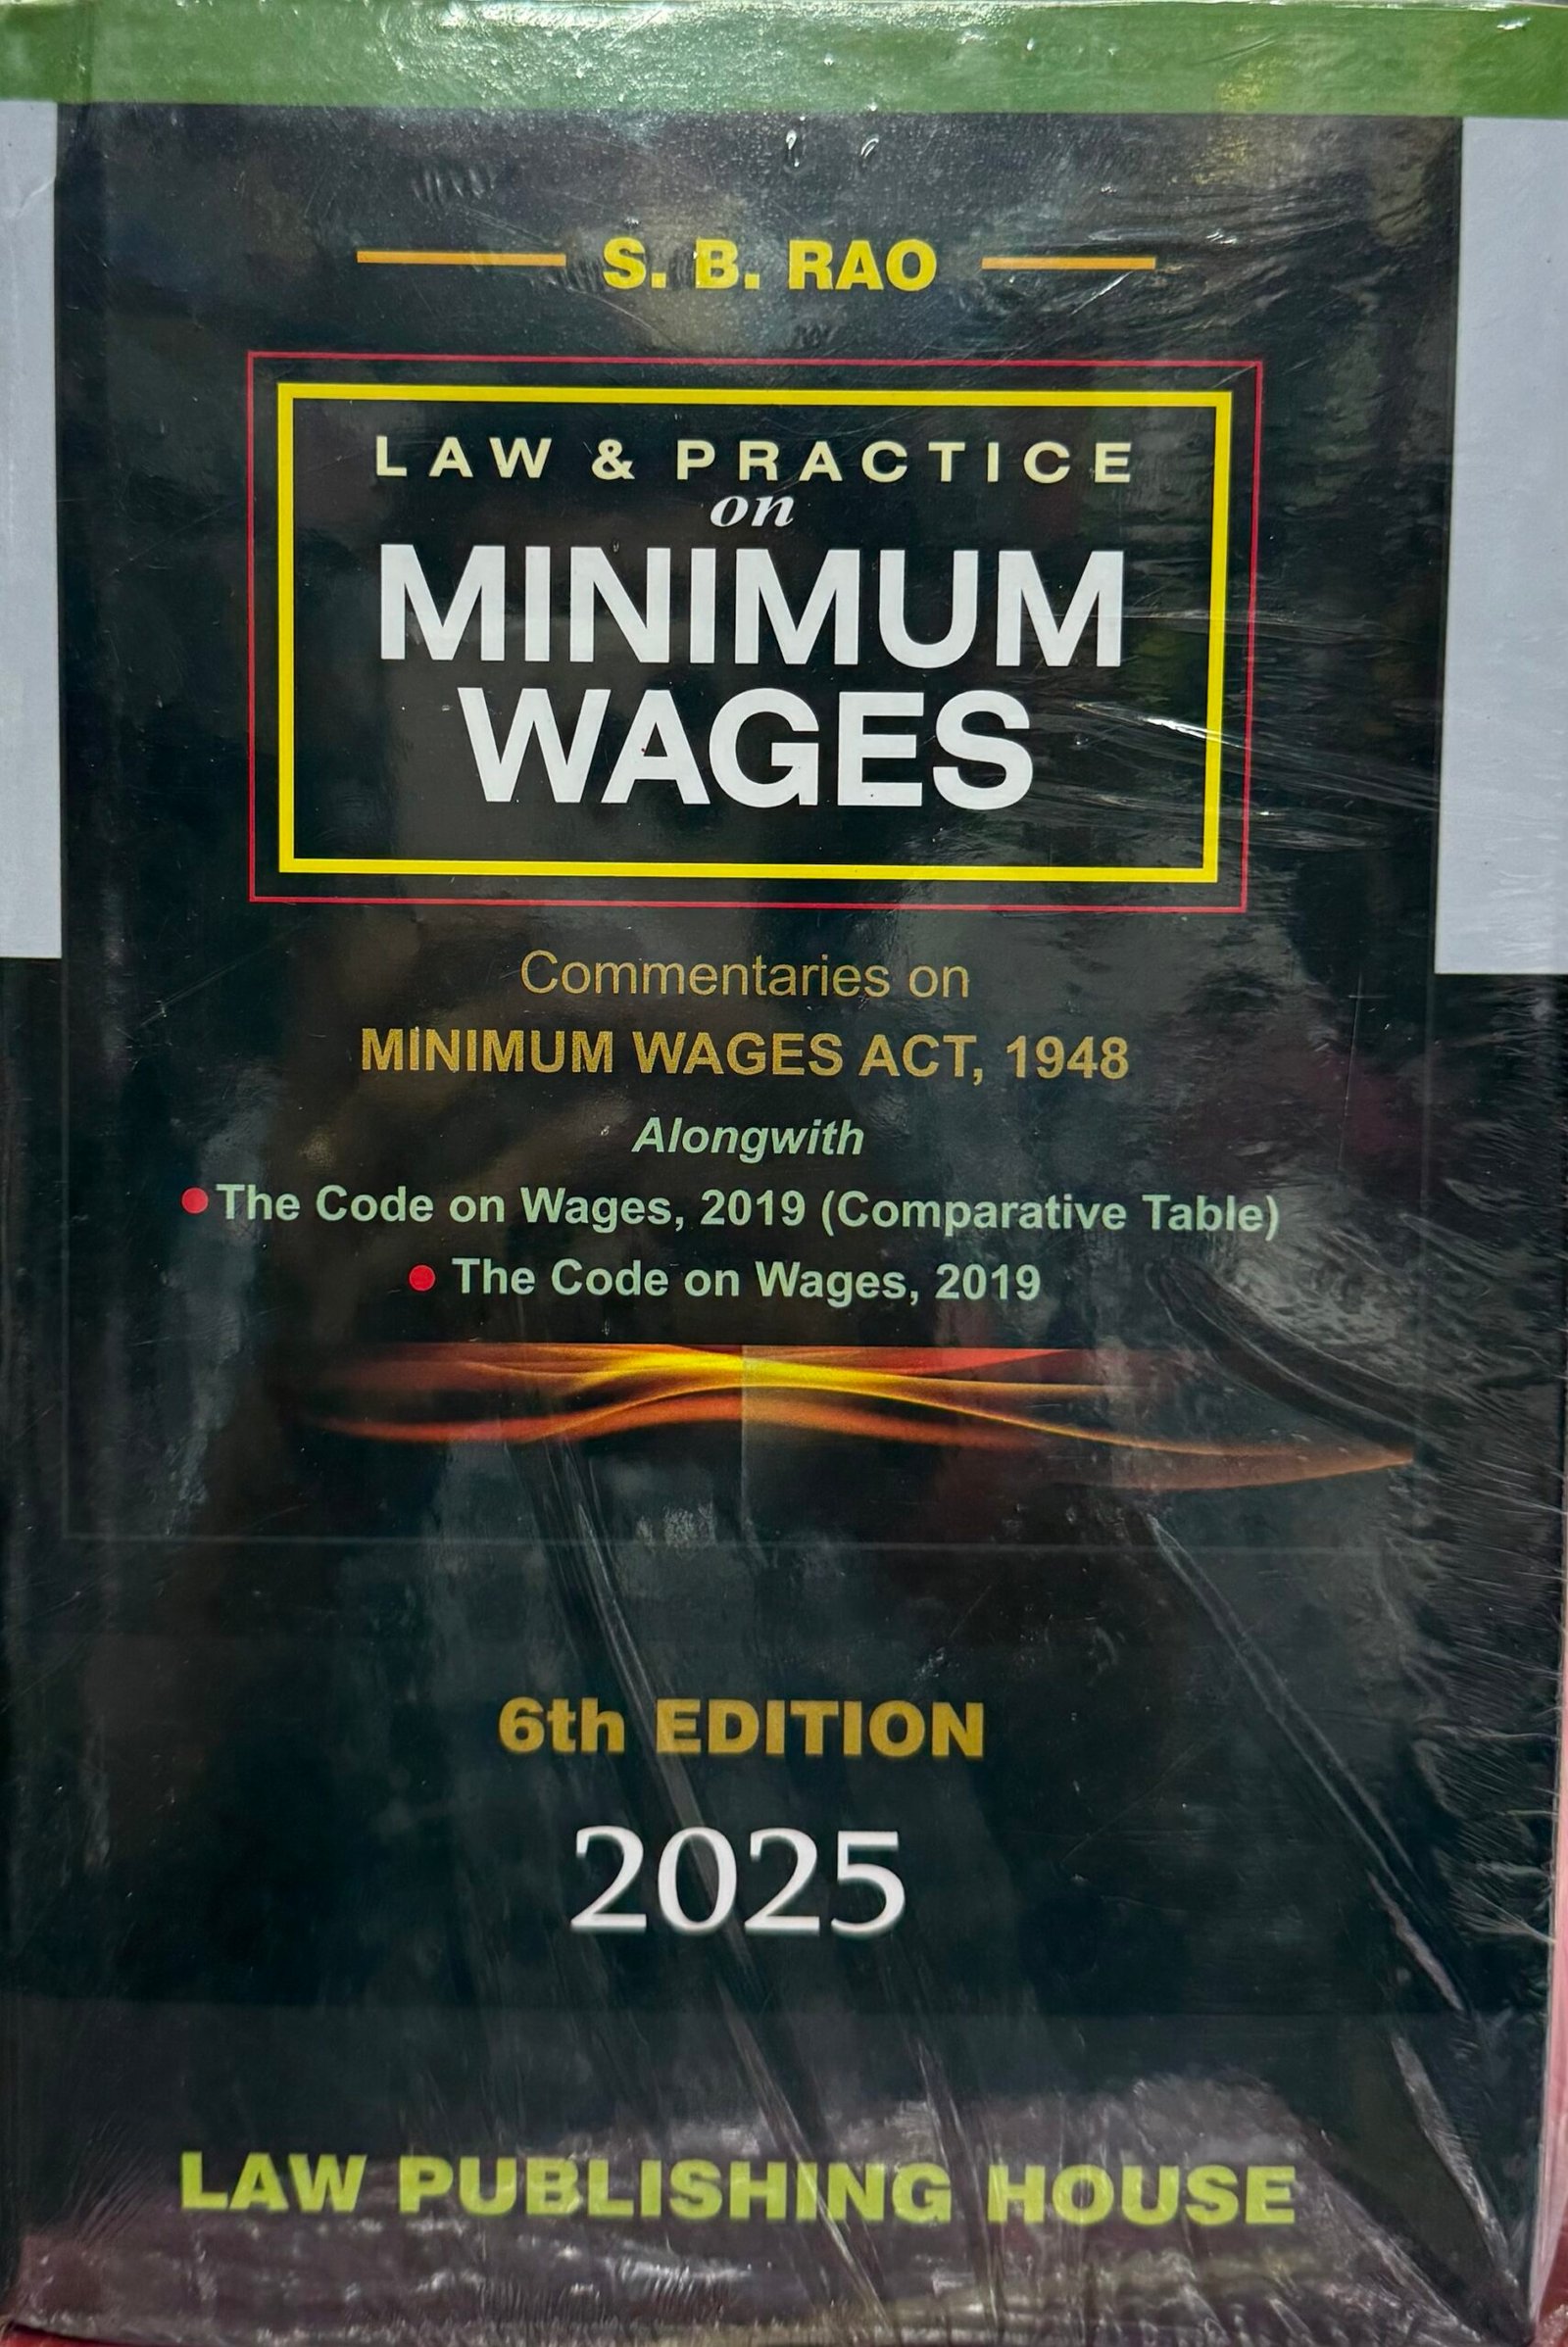 S. B. RAO
LAW & PRACTICE
on
MINIMUM
WAGES
Commentaries on
MINIMUM WAGES ACT, 1948
Alongwith
● The Code on Wages, 2019 (Comparative Table)
● The Code on Wages, 2019
6th EDITION
2025
LAW PUBLISHING HOUSE